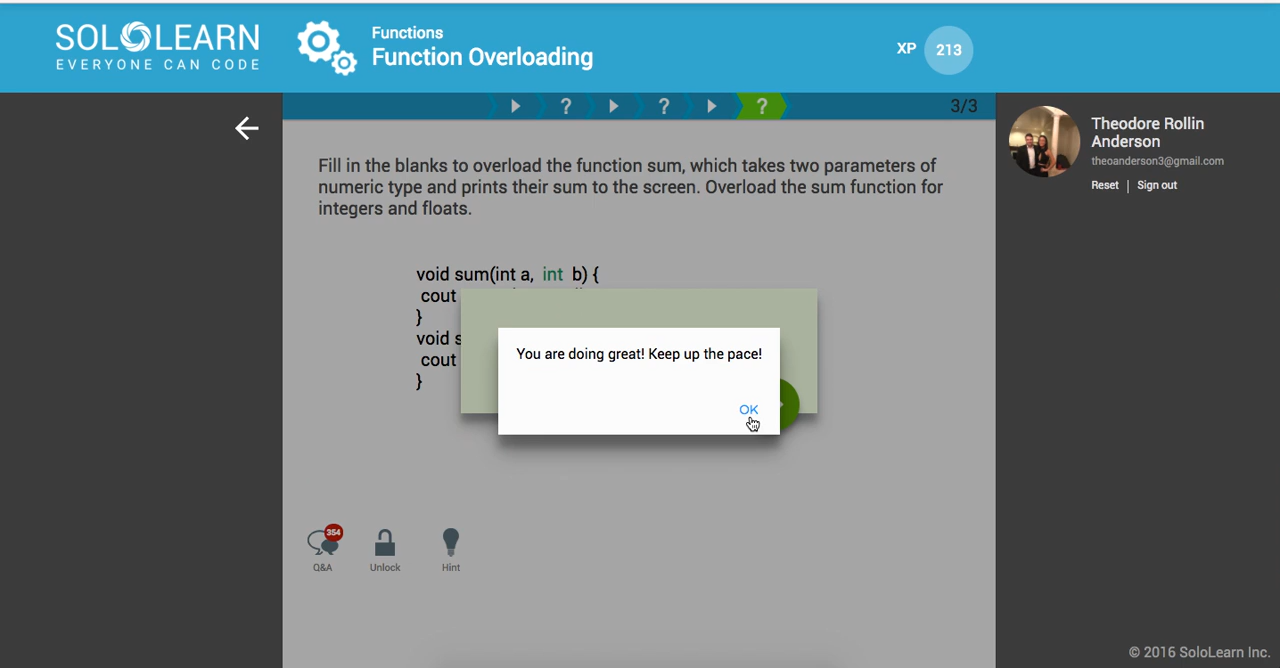 SOLOLEARN
EVERYONE CAN CODE
Functions
Function Overloading
XP 213
? ? ?
3/3
Theodore Rollin
Anderson
theoanderson3@gmail.com
Reset | Sign out
Fill in the blanks to overload the function sum, which takes two parameters of
numeric type and prints their sum to the screen. Overload the sum function for
integers and floats.
void sum(int a, int b) {
cout
}
void s
cout
}
You are doing great! Keep up the pace!
OK
354
Q&A Unlock Hint
© 2016 SoloLearn Inc.